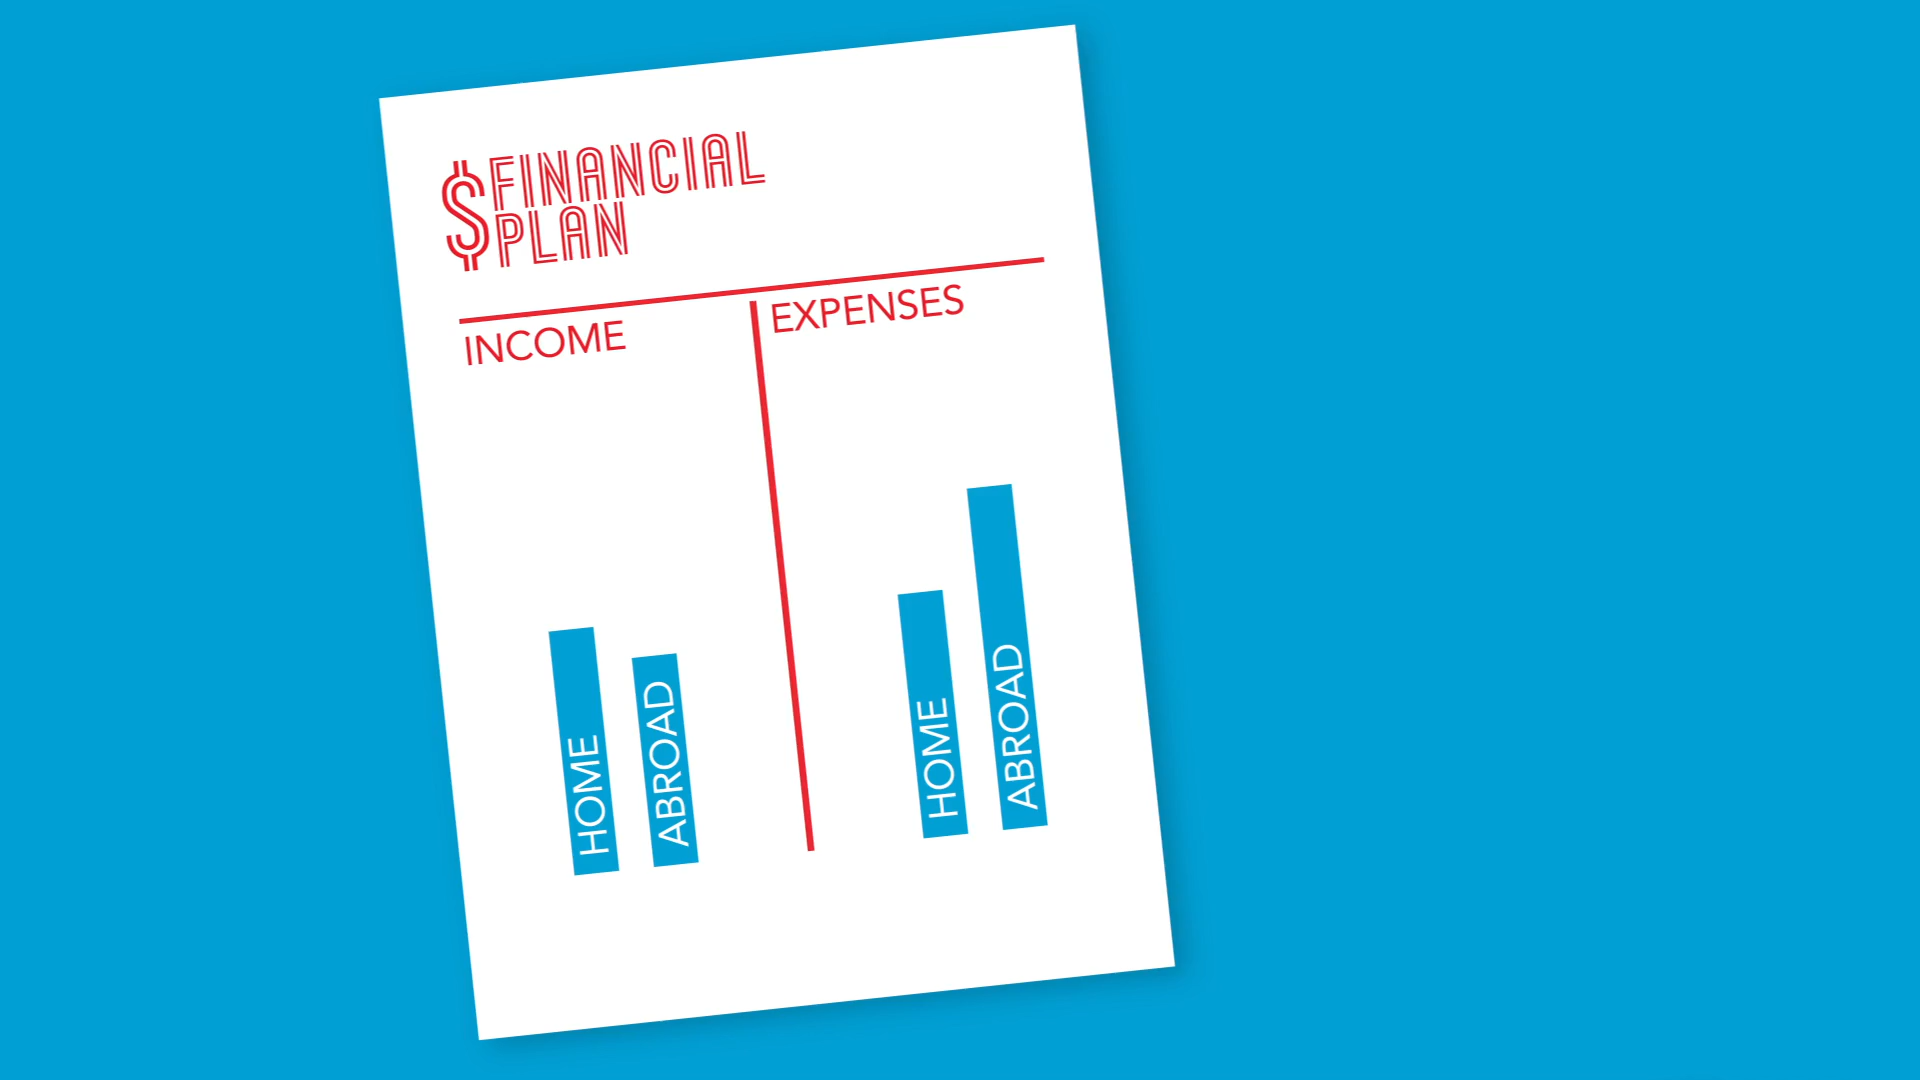 $ FINANCIAL
PLAN
INCOME
EXPENSES
HOME
ABROAD
HOME
ABROAD